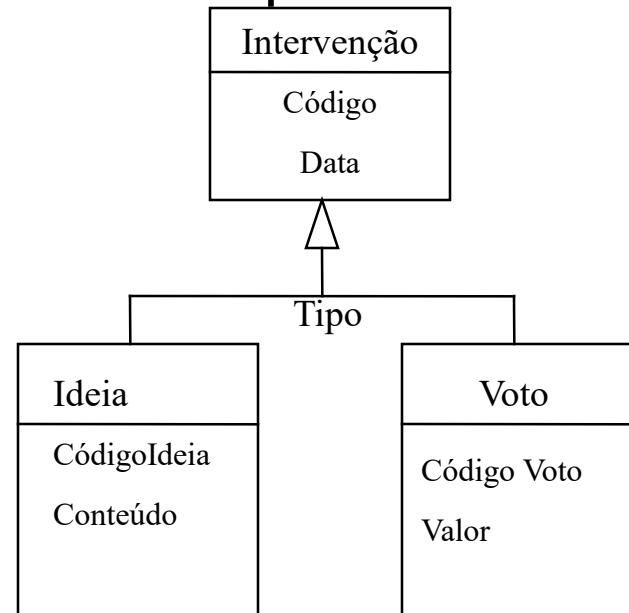 Intervenção
Código
Data
Tipo
Ideia
CódigoIdeia
Conteúdo
Voto
Código Voto
Valor